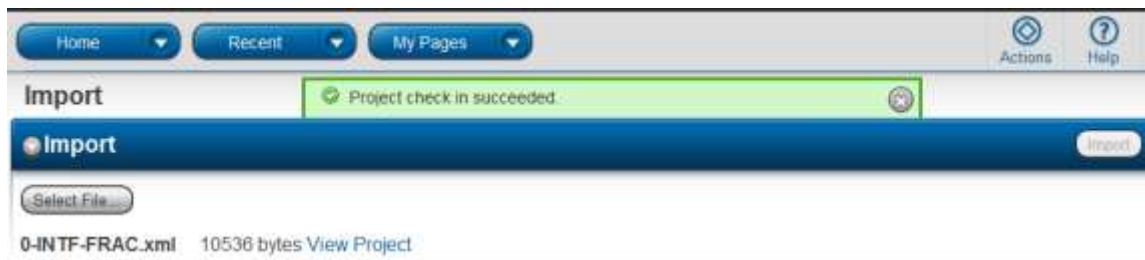 Home Recent My Pages
Actions Help
Import Project check in succeeded.
Import Import
Select File...
0-INTF-FRAC.xml 10536 bytes View Project